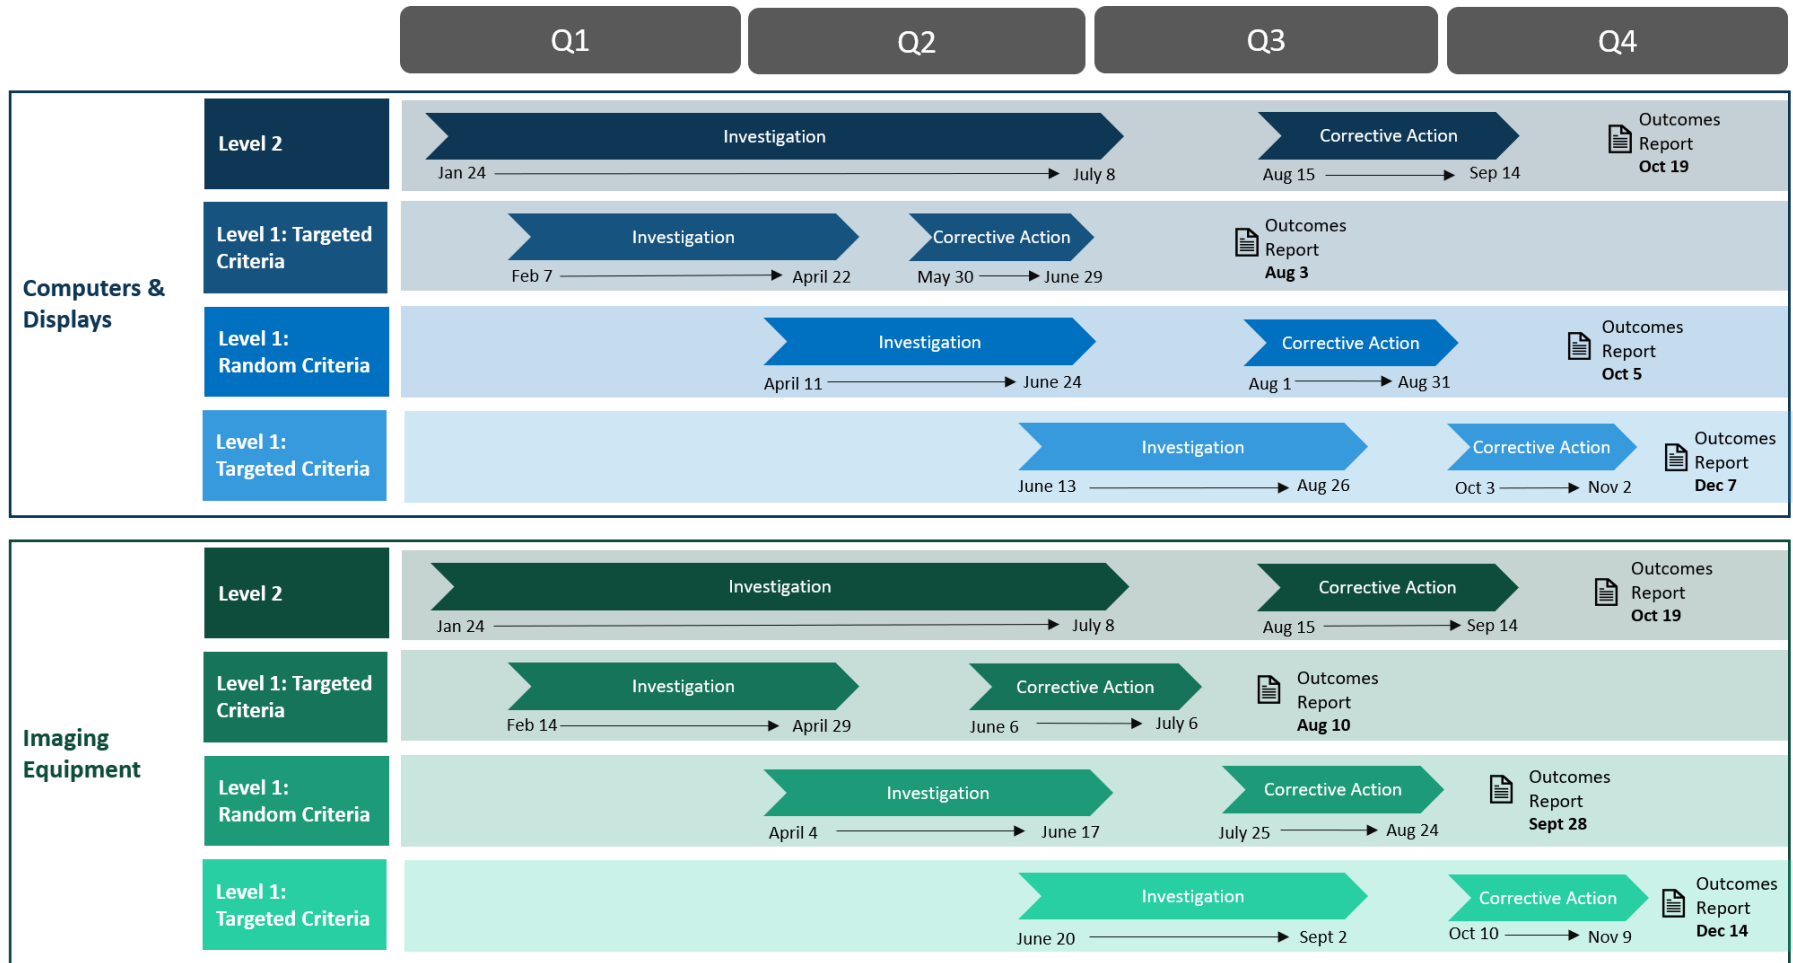 Q1
Q2
Q3
Q4
Computers &
Displays
Level 2
Investigation
Jan 24
July 8
Corrective Action
Aug 15
Sep 14
Outcomes
Report
Oct 19
Level 1: Targeted
Criteria
Investigation
Feb 7
April 22
Corrective Action
May 30
June 29
Outcomes
Report
Aug 3
Level 1:
Random Criteria
Investigation
April 11
June 24
Corrective Action
Aug 1
Aug 31
Outcomes
Report
Oct 5
Level 1:
Targeted Criteria
Investigation
June 13
Aug 26
Corrective Action
Oct 3
Nov 2
Outcomes
Report
Dec 7
Imaging
Equipment
Level 2
Investigation
Jan 24
July 8
Corrective Action
Aug 15
Sep 14
Outcomes
Report
Oct 19
Level 1: Targeted
Criteria
Investigation
Feb 14
April 29
Corrective Action
June 6
July 6
Outcomes
Report
Aug 10
Level 1:
Random Criteria
Investigation
April 4
June 17
Corrective Action
July 25
Aug 24
Outcomes
Report
Sept 28
Level 1:
Targeted Criteria
Investigation
June 20
Sept 2
Corrective Action
Oct 10
Nov 9
Outcomes
Report
Dec 14